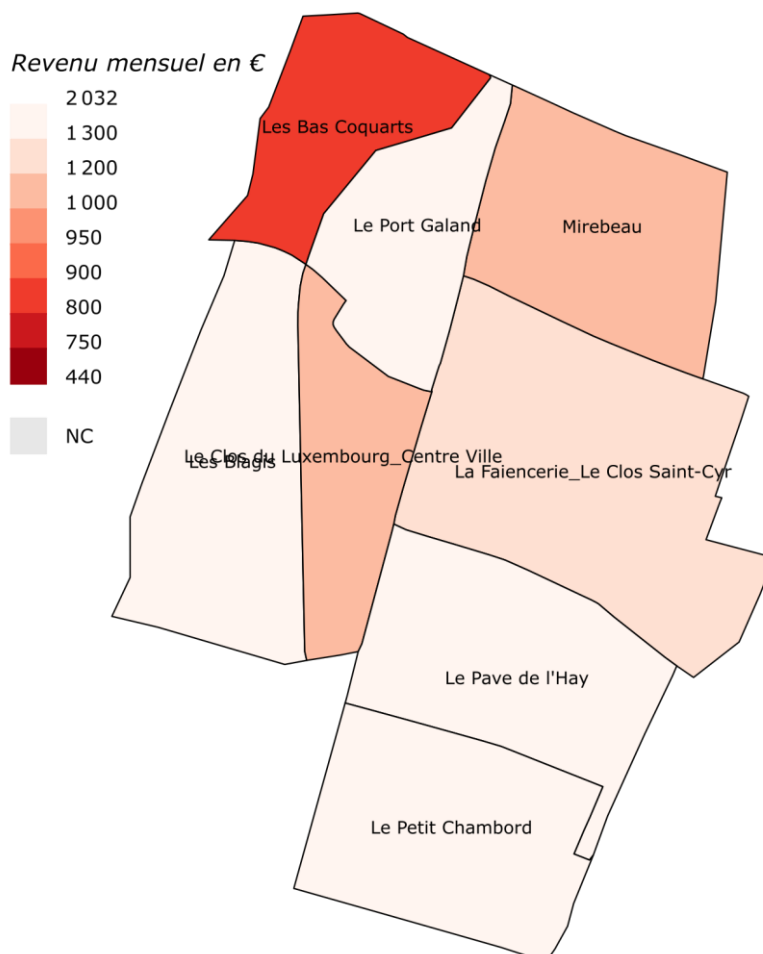 Revenu mensuel en €
2 032
1 300
1 200
1 000
950
900
800
750
440
NC
Les Bas Coquarts
Le Port Galand
Mirebeau
Le Clos du Luxembourg_Centre Ville
Les Blagis
La Faiencerie_Le Clos Saint-Cyr
Le Pave de l'Hay
Le Petit Chambord